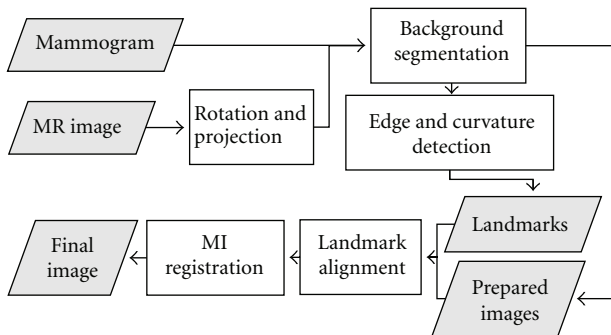 Mammogram
Background
segmentation
MR image
Rotation and
projection
Edge and curvature
detection
Landmarks
Final
image
MI
registration
Landmark
alignment
Prepared
images